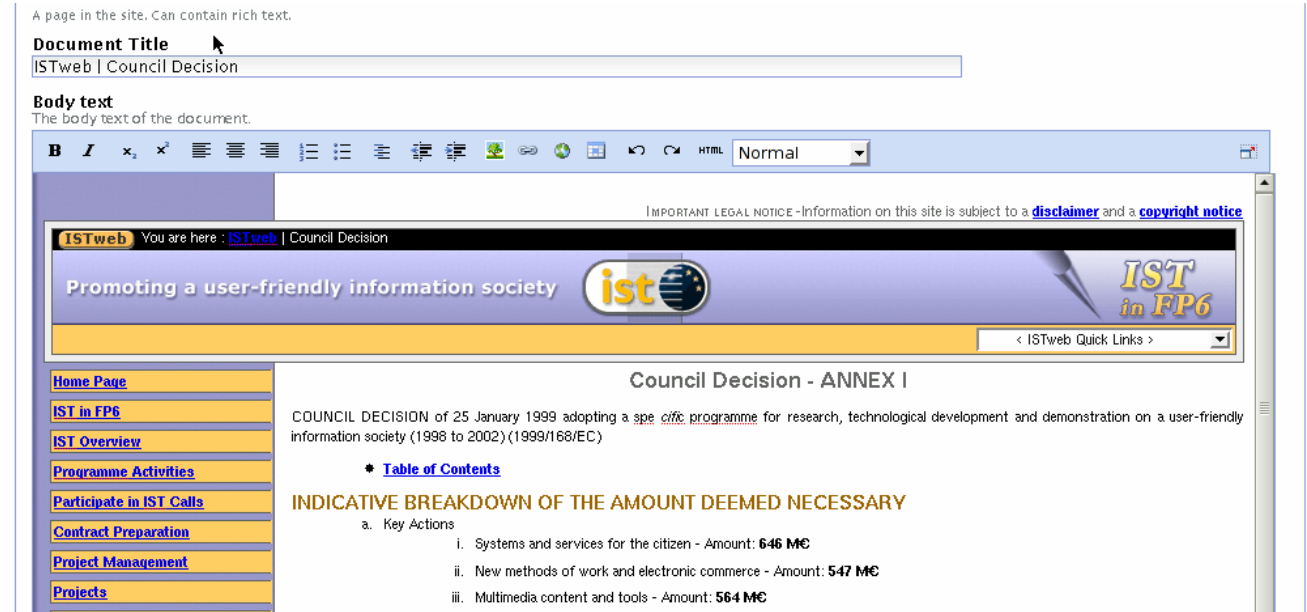 A page in the site. Can contain rich text.
Document Title
ISTweb | Council Decision
Body text
The body text of the document.
B I x₂ x² HTML Normal
IMPORTANT LEGAL NOTICE -Information on this site is subject to a disclaimer and a copyright notice
ISTweb You are here : ISTweb | Council Decision
Promoting a user-friendly information society
ist
IST
in FP6
< ISTweb Quick Links >
Home Page
IST in FP6
IST Overview
Programme Activities
Participate in IST Calls
Contract Preparation
Project Management
Projects
Council Decision - ANNEX I
COUNCIL DECISION of 25 January 1999 adopting a spe cific programme for research, technological development and demonstration on a user-friendly
information society (1998 to 2002) (1999/168/EC)
Table of Contents
INDICATIVE BREAKDOWN OF THE AMOUNT DEEMED NECESSARY
a. Key Actions
i. Systems and services for the citizen - Amount: 646 M€
ii. New methods of work and electronic commerce - Amount: 547 M€
iii. Multimedia content and tools - Amount: 564 M€